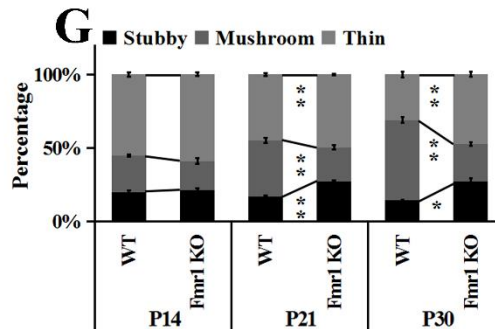 G
Stubby Mushroom Thin
Percentage
100%
50%
0%
* * * * * * * * * * *
WT Fmr1 KO WT Fmr1 KO WT Fmr1 KO
P14 P21 P30